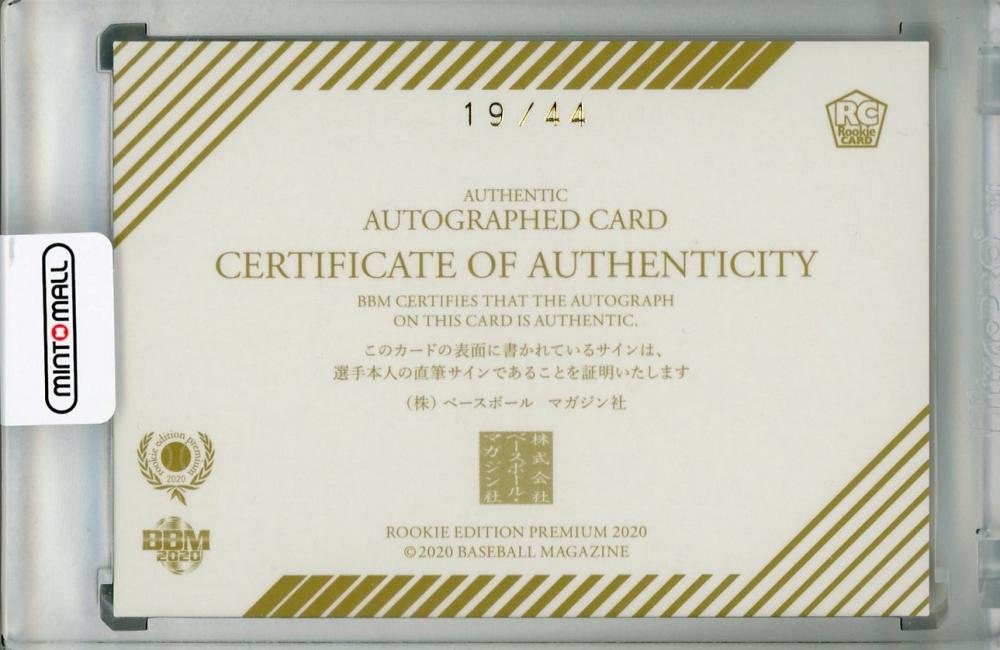 19/44
RC
Rookie
CARD
AUTHENTIC
AUTOGRAPHED CARD
CERTIFICATE OF AUTHENTICITY
BBM CERTIFIES THAT THE AUTOGRAPH
ON THIS CARD IS AUTHENTIC.
このカードの表面に書かれているサインは、
選手本人の直筆サインであることを証明いたします
（株）ベースボール　マガジン社
MINTOMALL
rookie edition premium
2020
株式会社
ベースボール・
マガジン社
BBM
2020
ROOKIE EDITION PREMIUM 2020
©2020 BASEBALL MAGAZINE